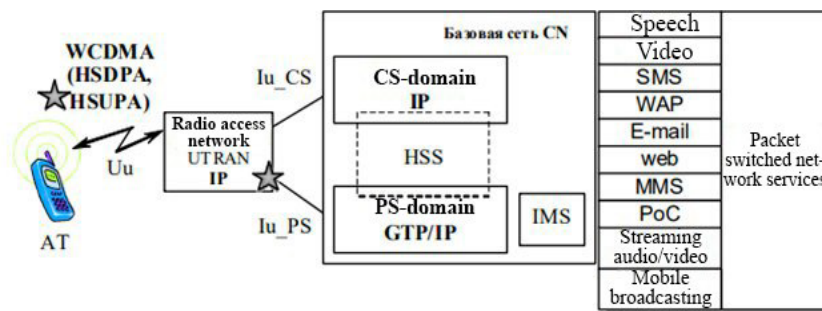 WCDMA
(HSDPA,
HSUPA)
Uu
AT
Radio access
network
UTRAN
IP
Iu_CS
Iu_PS
Базовая сеть CN
CS-domain
IP
HSS
PS-domain
GTP/IP
IMS
Speech
Video
SMS
WAP
E-mail
web
MMS
PoC
Streaming
audio/video
Mobile
broadcasting
Packet
switched net-
work services